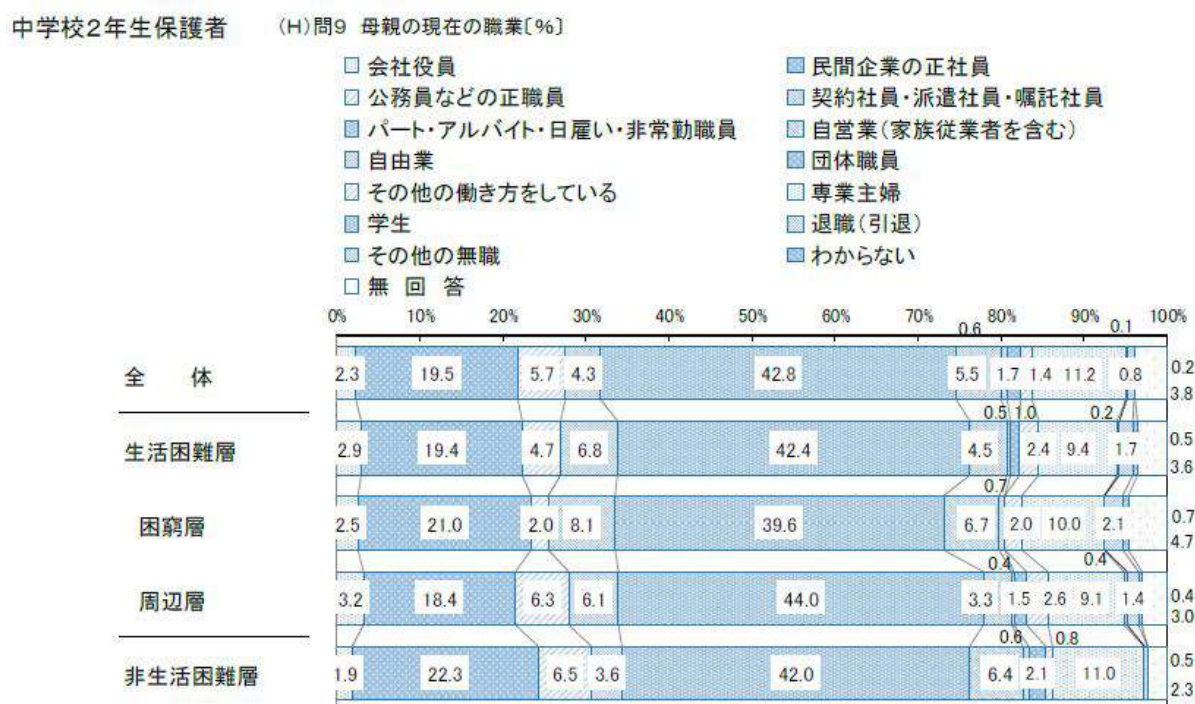 中学校2年生保護者　(H)問9 母親の現在の職業〔%〕
会社役員　民間企業の正社員
公務員などの正職員　契約社員・派遣社員・嘱託社員
パート・アルバイト・日雇い・非常勤職員　自営業(家族従業者を含む)
自由業　団体職員
その他の働き方をしている　専業主婦
学生　退職(引退)
その他の無職　わからない
無 回 答
0% 10% 20% 30% 40% 50% 60% 70% 80% 90% 100%
0.6 0.1
全 体 2.3 19.5 5.7 4.3 42.8 5.5 1.7 1.4 11.2 0.8 0.2
3.8
0.5 1.0 0.2
生活困難層 2.9 19.4 4.7 6.8 42.4 4.5 2.4 9.4 1.7 0.5
3.6
0.7
困窮層 2.5 21.0 2.0 8.1 39.6 6.7 2.0 10.0 2.1 0.7
4.7
0.4 0.4
周辺層 3.2 18.4 6.3 6.1 44.0 3.3 1.5 2.6 9.1 1.4 0.4
3.0
0.6 0.8
非生活困難層 1.9 22.3 6.5 3.6 42.0 6.4 2.1 11.0 0.5
2.3